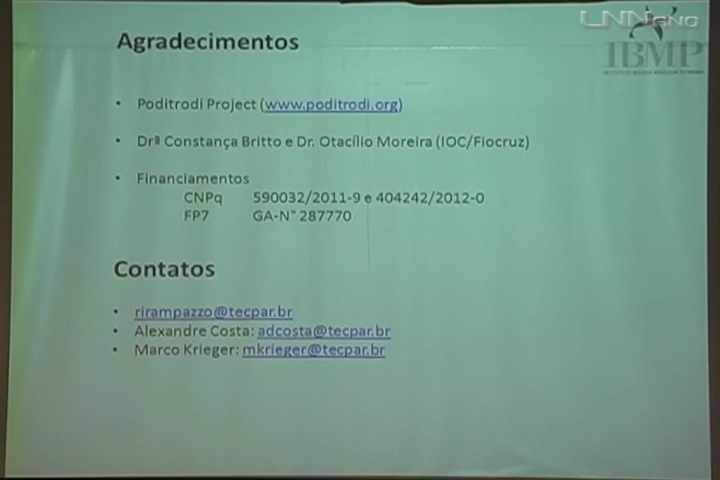 LNNano
IBMP
Agradecimentos
• Poditrodi Project (www.poditrodi.org)
• Drª Constança Britto e Dr. Otacílio Moreira (IOC/Fiocruz)
• Financiamentos
CNPq 590032/2011-9 e 404242/2012-0
FP7 GA-N° 287770
Contatos
• rirampazzo@tecpar.br
• Alexandre Costa: adcosta@tecpar.br
• Marco Krieger: mkrieger@tecpar.br